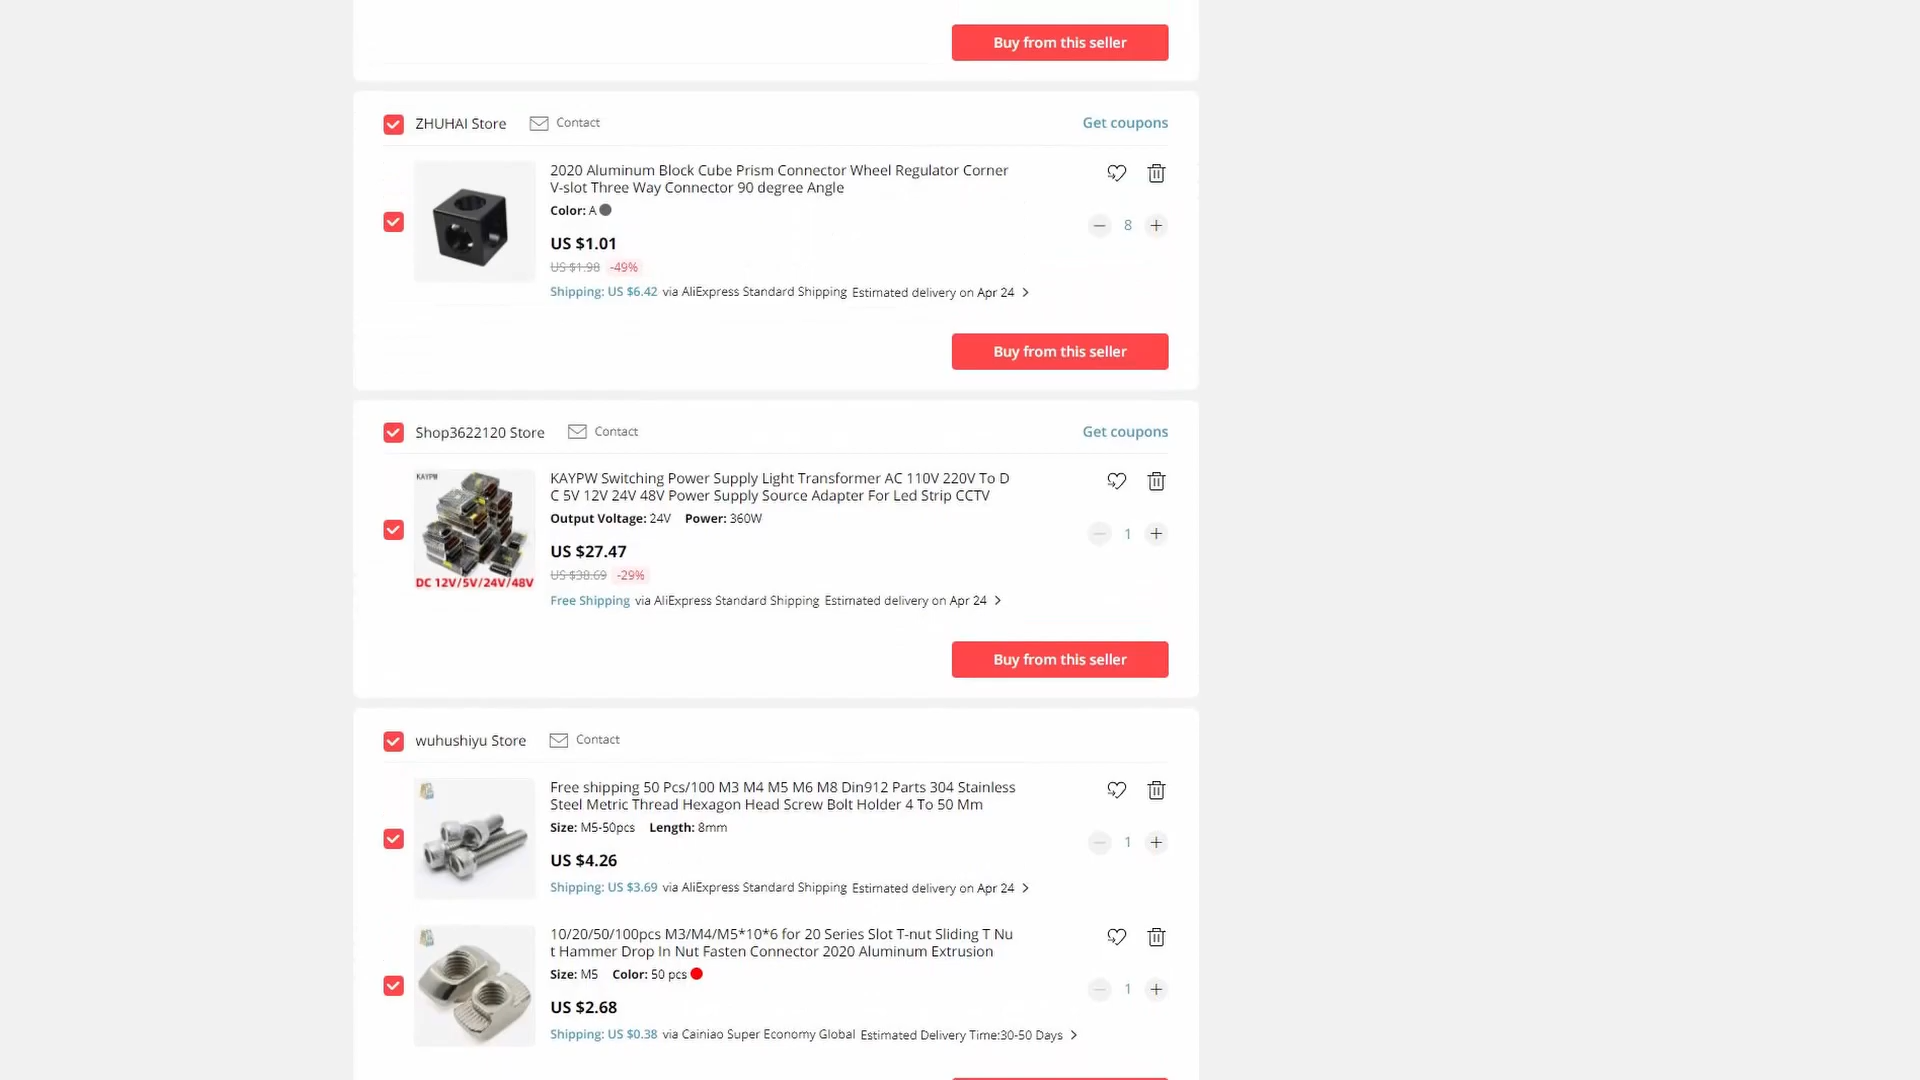 Buy from this seller
ZHUHAI Store Contact Get coupons
2020 Aluminum Block Cube Prism Connector Wheel Regulator Corner
V-slot Three Way Connector 90 degree Angle
Color: A
8
US $1.01
US $1.98 -49%
Shipping: US $6.42 via AliExpress Standard Shipping Estimated delivery on Apr 24
Buy from this seller
Shop3622120 Store Contact Get coupons
KAYPW
DC 12V/5V/24V/48V
KAYPW Switching Power Supply Light Transformer AC 110V 220V To D
C 5V 12V 24V 48V Power Supply Source Adapter For Led Strip CCTV
Output Voltage: 24V Power: 360W
1
US $27.47
US $38.69 -29%
Free Shipping via AliExpress Standard Shipping Estimated delivery on Apr 24
Buy from this seller
wuhushiyu Store Contact
Free shipping 50 Pcs/100 M3 M4 M5 M6 M8 Din912 Parts 304 Stainless
Steel Metric Thread Hexagon Head Screw Bolt Holder 4 To 50 Mm
Size: M5-50pcs Length: 8mm
1
US $4.26
Shipping: US $3.69 via AliExpress Standard Shipping Estimated delivery on Apr 24
10/20/50/100pcs M3/M4/M5*10*6 for 20 Series Slot T-nut Sliding T Nu
t Hammer Drop In Nut Fasten Connector 2020 Aluminum Extrusion
Size: M5 Color: 50 pcs
1
US $2.68
Shipping: US $0.38 via Cainiao Super Economy Global Estimated Delivery Time:30-50 Days